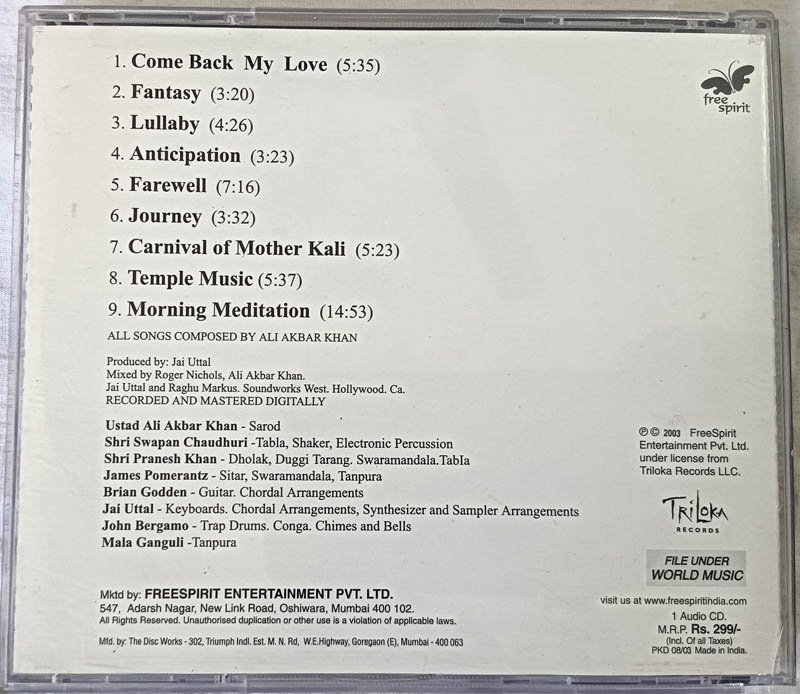 1. Come Back My Love (5:35)
2. Fantasy (3:20)
3. Lullaby (4:26)
4. Anticipation (3:23)
5. Farewell (7:16)
6. Journey (3:32)
7. Carnival of Mother Kali (5:23)
8. Temple Music (5:37)
9. Morning Meditation (14:53)
ALL SONGS COMPOSED BY ALI AKBAR KHAN
Produced by: Jai Uttal
Mixed by Roger Nichols, Ali Akbar Khan.
Jai Uttal and Raghu Markus. Soundworks West. Hollywood. Ca.
RECORDED AND MASTERED DIGITALLY
Ustad Ali Akbar Khan - Sarod
Shri Swapan Chaudhuri -Tabla, Shaker, Electronic Percussion
Shri Pranesh Khan - Dholak, Duggi Tarang. Swaramandala.TabIa
James Pomerantz - Sitar, Swaramandala, Tanpura
Brian Godden - Guitar. Chordal Arrangements
Jai Uttal - Keyboards. Chordal Arrangements, Synthesizer and Sampler Arrangements
John Bergamo - Trap Drums. Conga. Chimes and Bells
Mala Ganguli -Tanpura
Mktd by: FREESPIRIT ENTERTAINMENT PVT. LTD.
547, Adarsh Nagar, New Link Road, Oshiwara, Mumbai 400 102.
All Rights Reserved. Unauthorised duplication or other use is a violation of applicable laws.
Mfd. by: The Disc Works - 302, Triumph Indl. Est. M. N. Rd, W.E.Highway, Goregaon (E), Mumbai - 400 063
free
spirit
℗ © 2003 FreeSpirit
Entertainment Pvt. Ltd.
under license from
Triloka Records LLC.
TRILOKA
RECORDS
FILE UNDER
WORLD MUSIC
visit us at www.freespiritindia.com
1 Audio CD.
M.R.P. Rs. 299/-
(Incl. Of all Taxes)
PKD 08/03 Made in India.